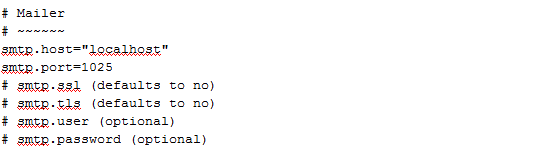 # Mailer
# ~~~~~~
smtp.host="localhost"
smtp.port=1025
# smtp.ssl (defaults to no)
# smtp.tls (defaults to no)
# smtp.user (optional)
# smtp.password (optional)